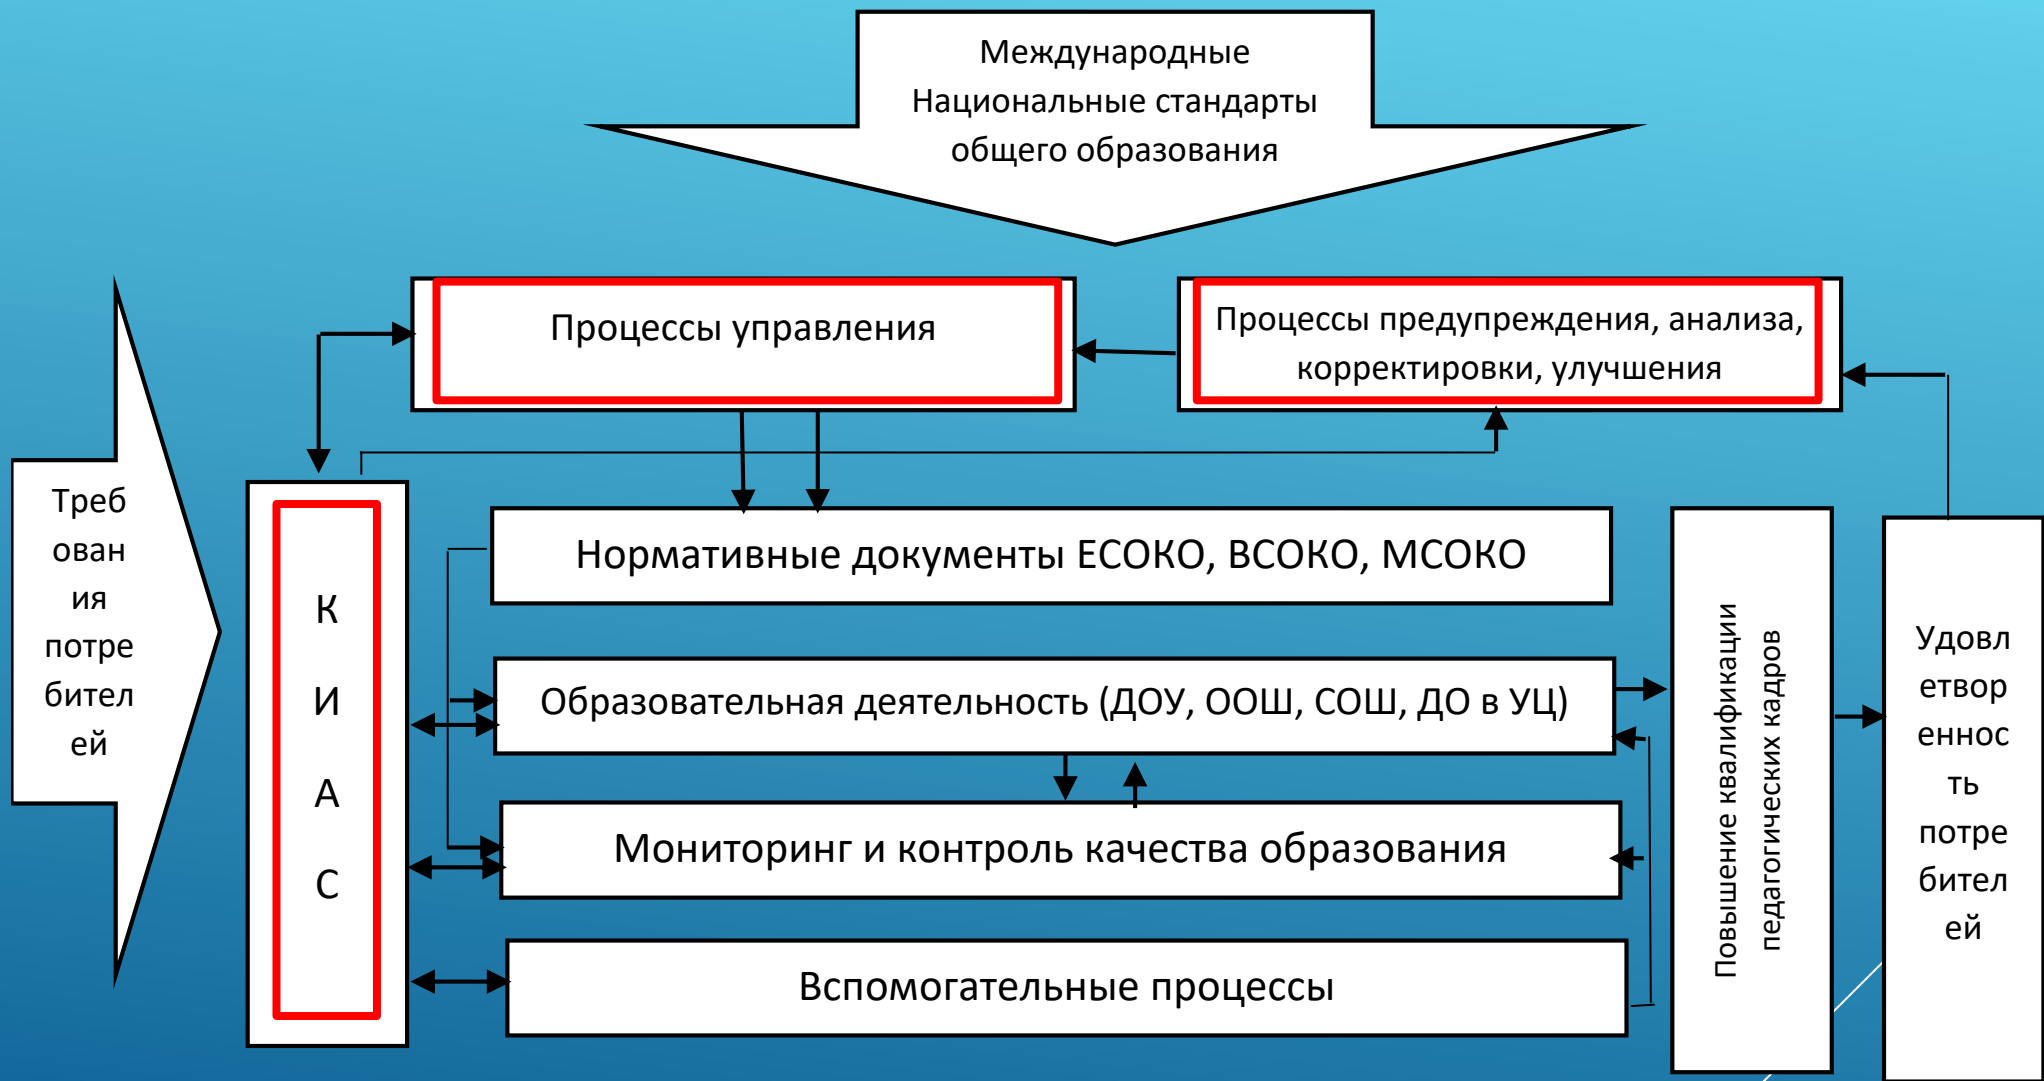 Международные
Национальные стандарты
общего образования
Процессы управления
Процессы предупреждения, анализа,
корректировки, улучшения
Треб
ован
ия
потре
бител
ей
К
И
А
С
Нормативные документы ЕСОКО, ВСОКО, МСОКО
Образовательная деятельность (ДОУ, ООШ, СОШ, ДО в УЦ)
Мониторинг и контроль качества образования
Вспомогательные процессы
Повышение квалификации
педагогических кадров
Удовл
етвор
еннос
ть
потре
бител
ей